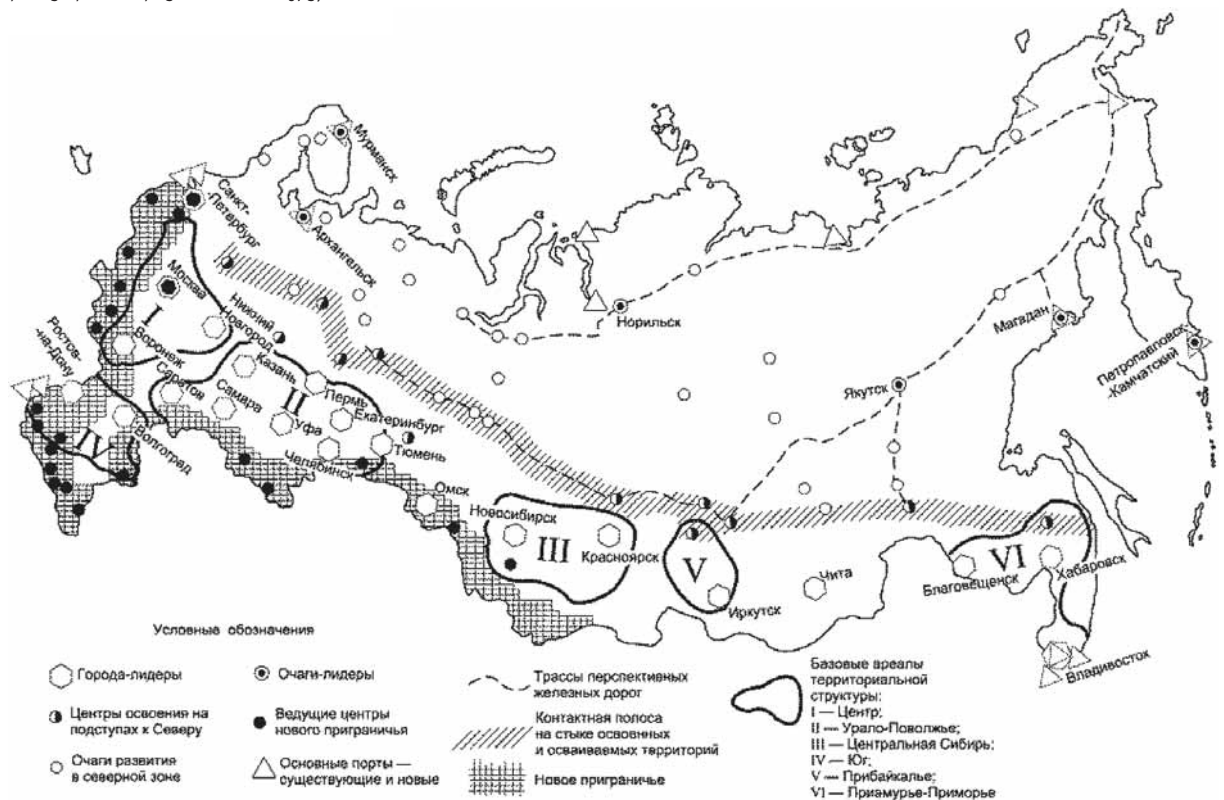 Мурманск
Санкт-
-Петербург
Архангельск
Москва
Нижний
Новгород
I
Воронеж
Ростов-
-на-Дону
Саратов
Казань
Самара
II
Пермь
Екатеринбург
Уфа
Тюмень
Челябинск
IV
Волгоград
Омск
Новосибирск
III
Красноярск
V
Иркутск
Чита
Норильск
Якутск
Магадан
Петропавловск-
-Камчатский
Благовещенск
VI
Хабаровск
Владивосток
Условные обозначения
Города-лидеры
Центры освоения на
подступах к Северу
Очаги развития
в северной зоне
Очаги-лидеры
Ведущие центры
нового приграничья
Основные порты —
существующие и новые
Трассы перспективных
железных дорог
Контактная полоса
на стыке освоенных
и осваиваемых территорий
Новое приграничье
Базовые ареалы
территориальной
структуры:
I — Центр;
II — Урало-Поволжье;
III — Центральная Сибирь;
IV — Юг;
V — Прибайкалье;
VI — Приамурье-Приморье